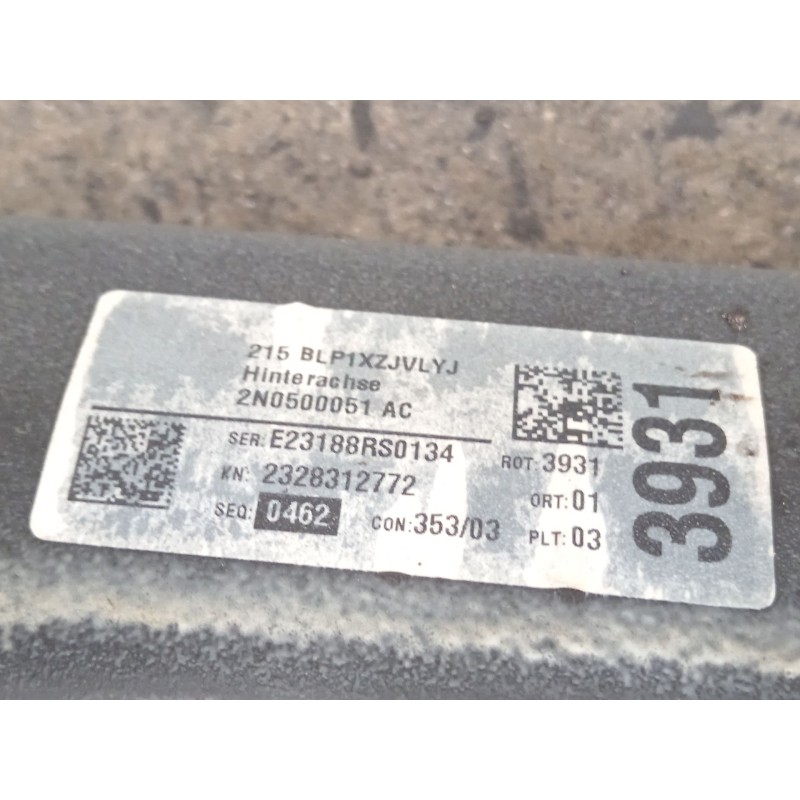 215 BLP1XZJVLYJ
Hinterachse
2N0500051 AC
SER: E23188RS0134
KN: 2328312772
SEQ: 0462 CON: 353/03
ROT: 3931
ORT: 01
PLT: 03
3931